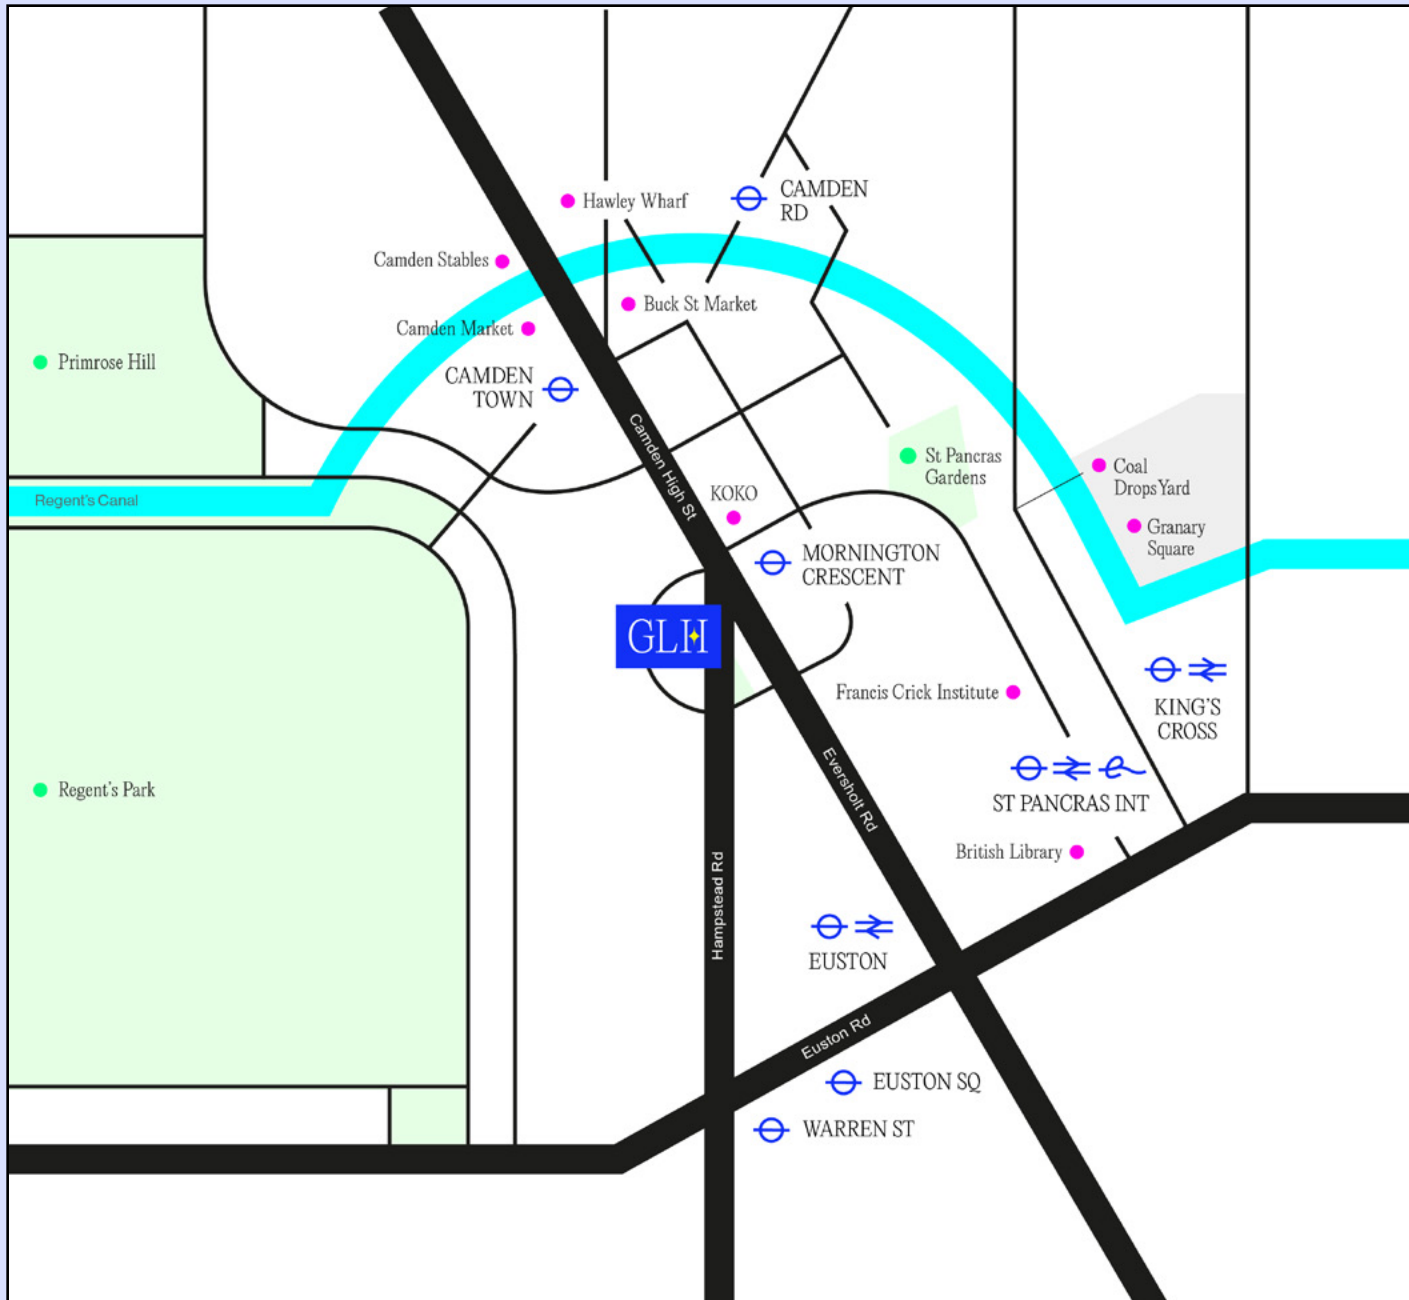 CAMDEN
RD
Hawley Wharf
Camden Stables
Buck St Market
Camden Market
Primrose Hill
CAMDEN
TOWN
Camden High St
St Pancras
Gardens
Coal
Drops Yard
Regent's Canal
KOKO
Granary
Square
MORNINGTON
CRESCENT
GLH
Francis Crick Institute
KING'S
CROSS
Eversholt Rd
Regent's Park
ST PANCRAS INT
British Library
Hampstead Rd
EUSTON
Euston Rd
EUSTON SQ
WARREN ST